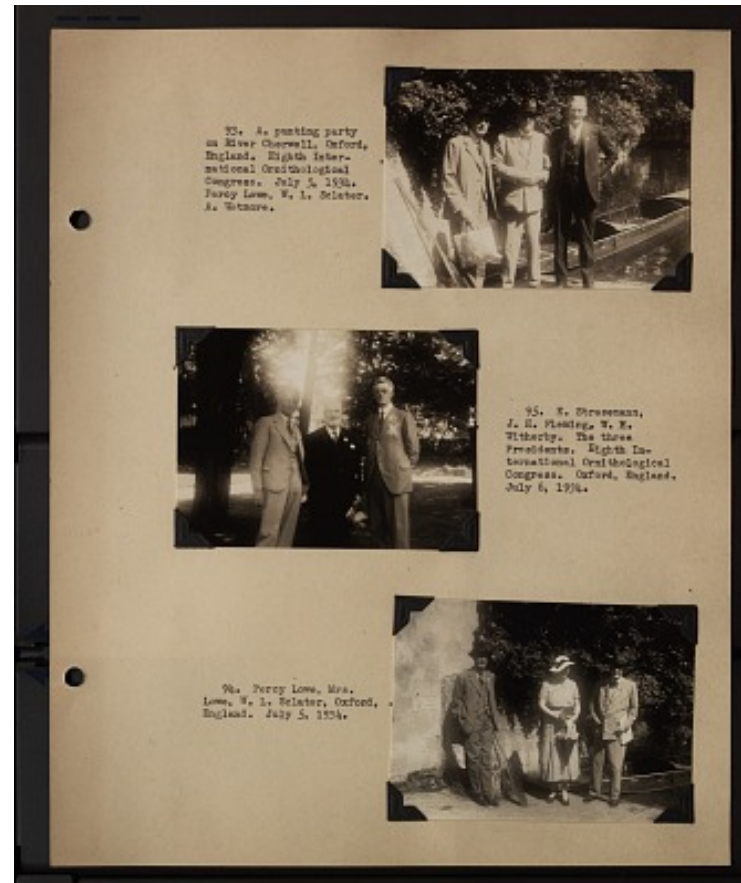 93. A. punting party
on River Cherwell, Oxford,
England. Eighth Inter-
national Ornithological
Congress. July 5, 1934.
Percy Lowe, W. L. Sclater,
A. Wetmore.
95. E. Stresemann,
J. H. Fleming, W. E.
Witherby. The three
Presidents. Eighth In-
ternational Ornithological
Congress. Oxford, England.
July 6, 1934.
94. Percy Lowe, Mrs.
Lowe, W. L. Sclater, Oxford,
England. July 5, 1934.